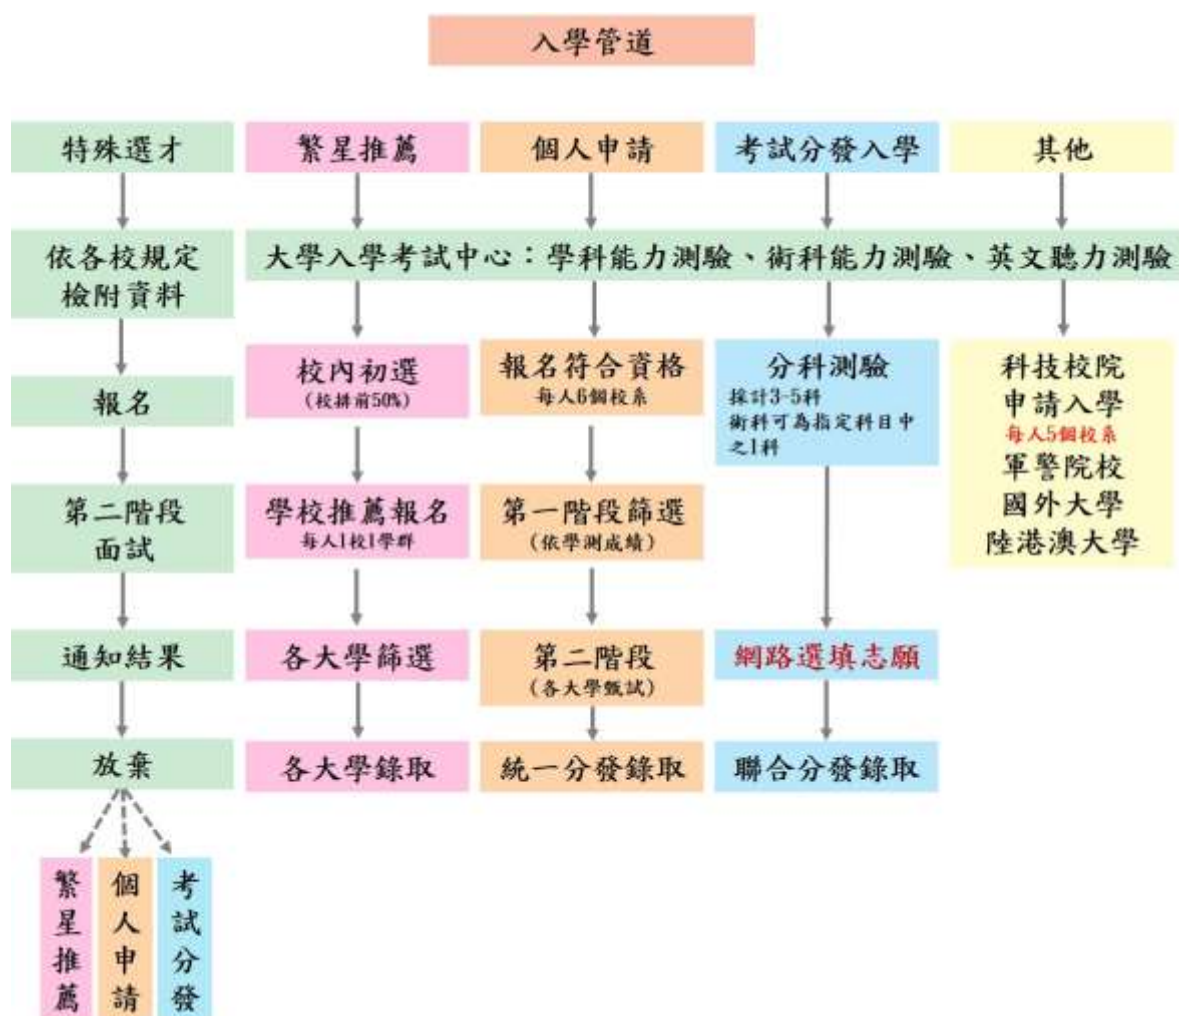 入學管道
特殊選才
繁星推薦
個人申請
考試分發入學
其他
依各校規定
檢附資料
大學入學考試中心：學科能力測驗、術科能力測驗、英文聽力測驗
報名
校內初選
(校排前50%)
報名符合資格
每人6個校系
分科測驗
採計3-5科
術科可為指定科目中
之1科
科技校院
申請入學
每人5個校系
軍警院校
國外大學
陸港澳大學
第二階段
面試
學校推薦報名
每人1校1學群
第一階段篩選
(依學測成績)
通知結果
各大學篩選
第二階段
(各大學甄試)
網路選填志願
放棄
各大學錄取
統一分發錄取
聯合分發錄取
繁星推薦
個人申請
考試分發